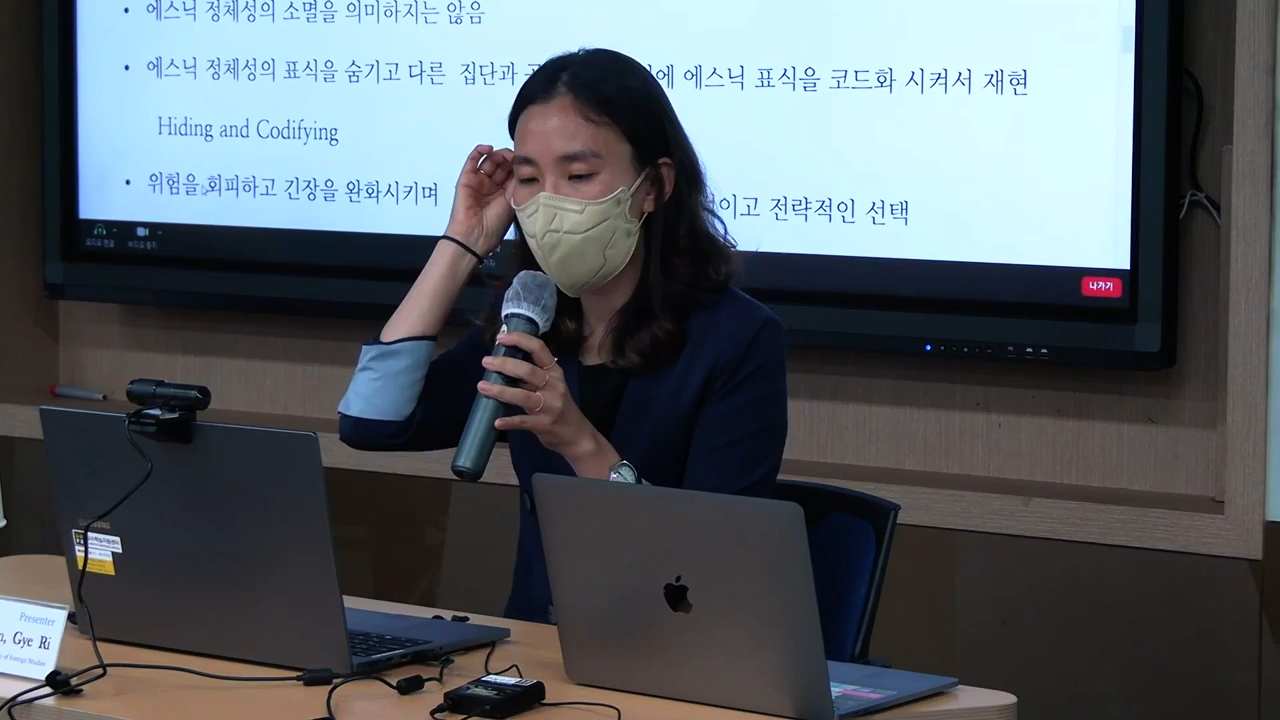 • 에스닉 정체성의 소멸을 의미하지는 않음
• 에스닉 정체성의 표식을 숨기고 다른 집단과 에 에스닉 표식을 코드화 시켜서 재현
Hiding and Codifying
• 위험을 회피하고 긴장을 완화시키며 이고 전략적인 선택
나가기
SAMSUNG
Presenter
, Gye Ri
of Foreign Studies